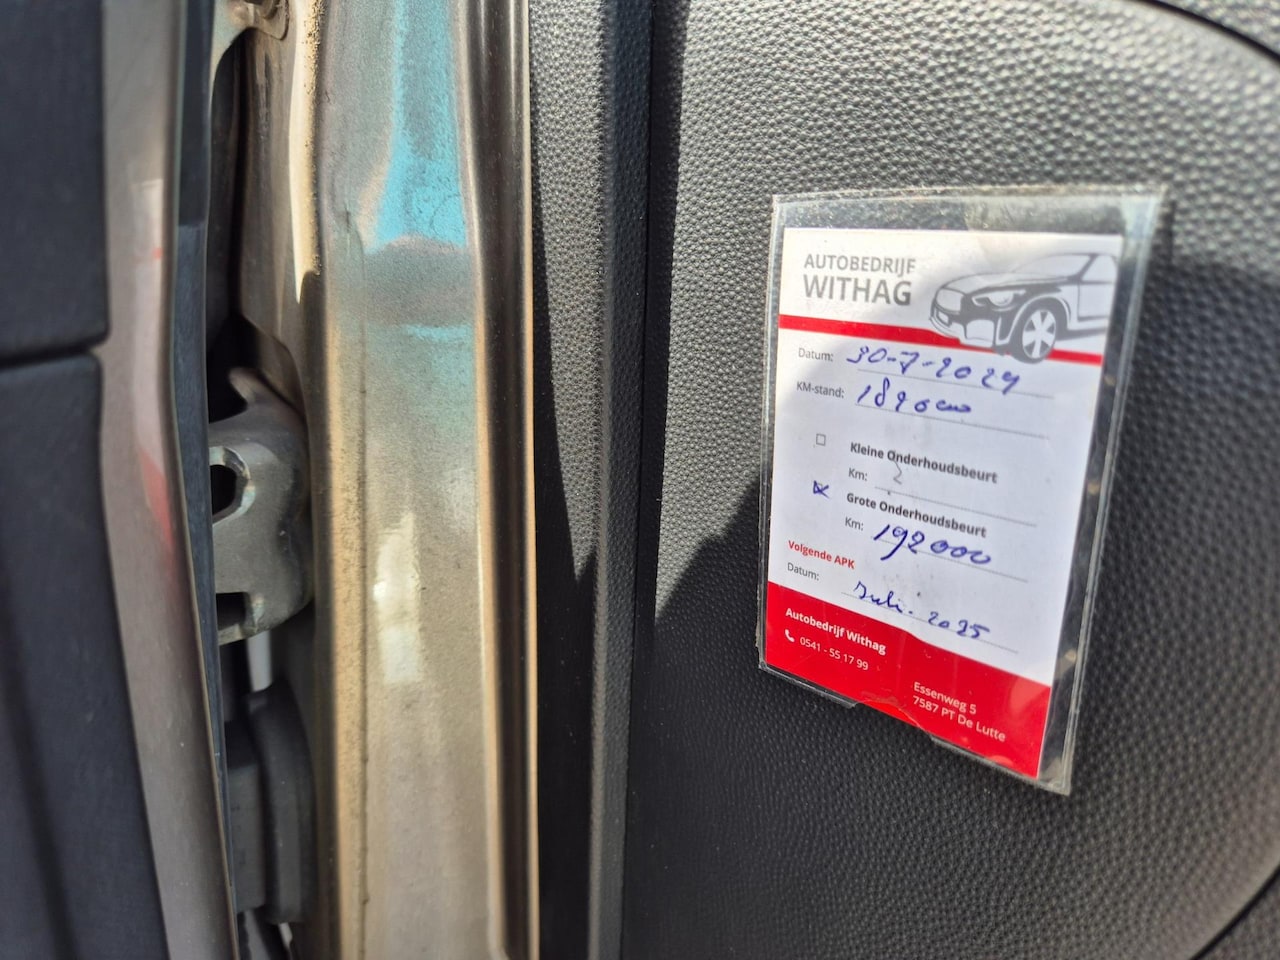 AUTOBEDRIJF
WITHAG
Datum: 30-7-2024
KM-stand:
Kleine Onderhoudsbeurt
Km:
Grote Onderhoudsbeurt
Km: 192000
Volgende APK
Datum: Juli. 2025
Autobedrijf Withag
0541 - 55 17 99
Essenweg 5
7587 PT De Lutte